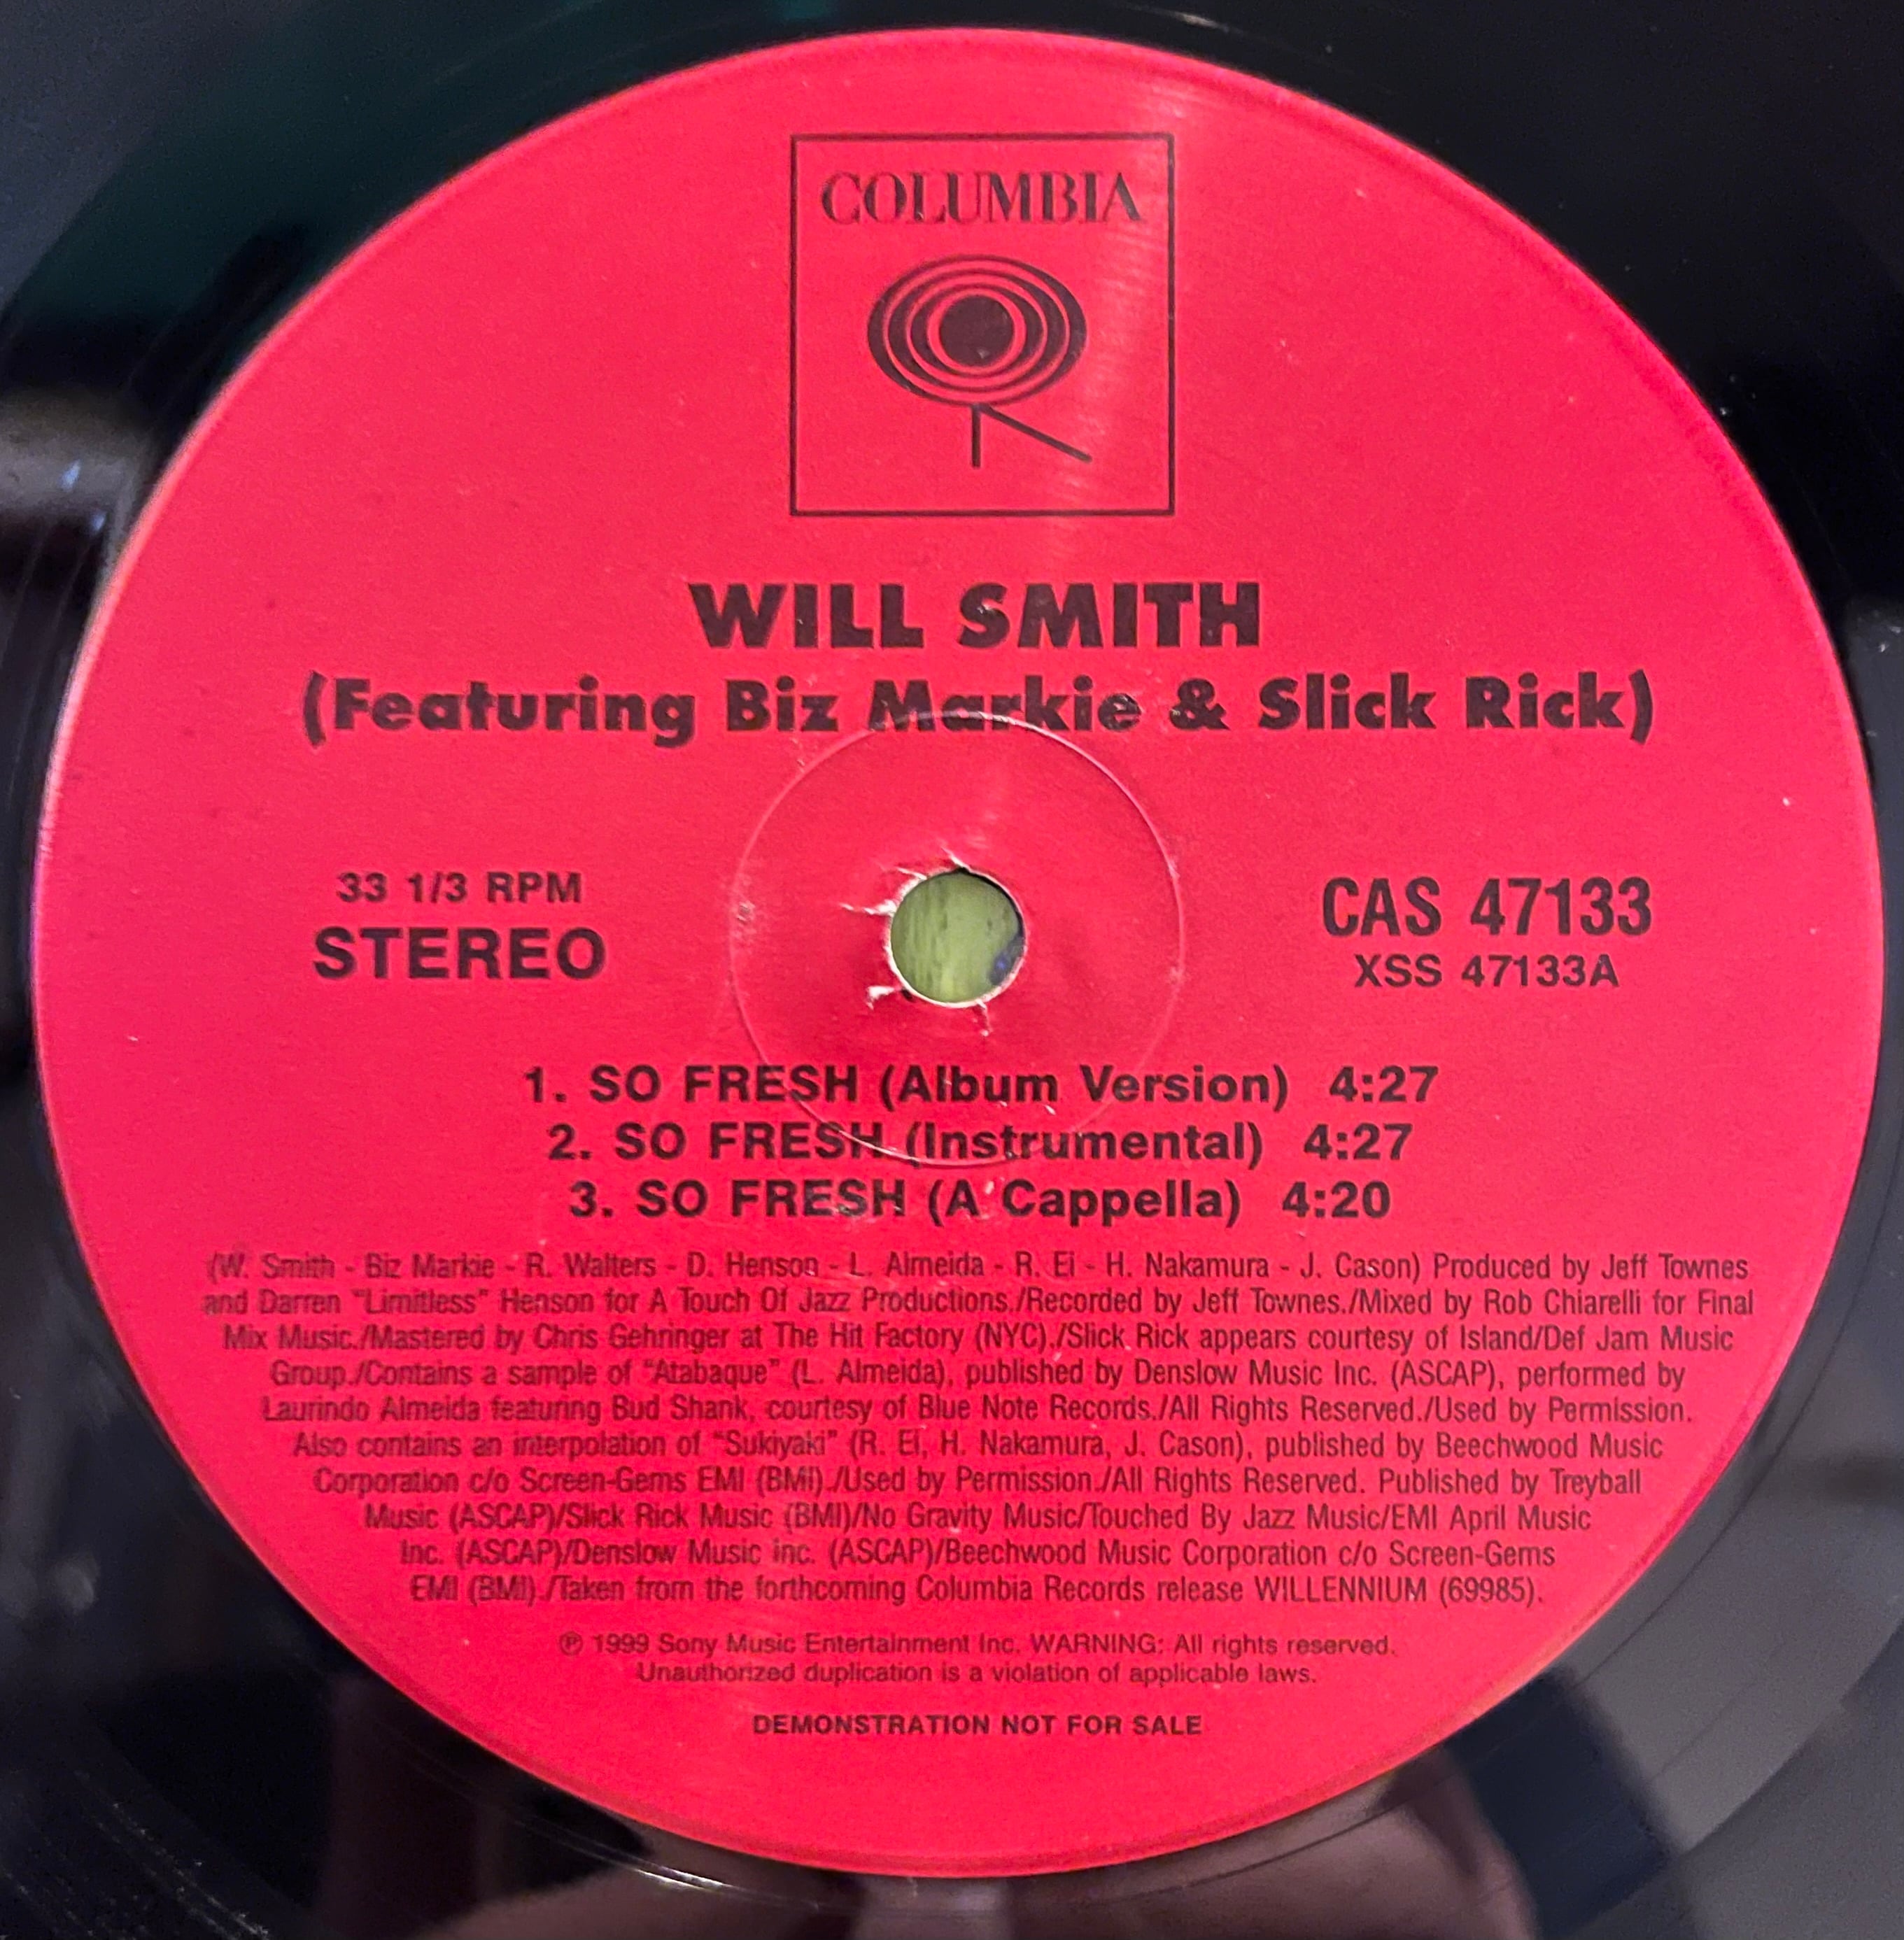 COLUMBIA
WILL SMITH
(Featuring Biz Markie & Slick Rick)
33 1/3 RPM
STEREO
CAS 47133
XSS 47133A
1. SO FRESH (Album Version) 4:27
2. SO FRESH (Instrumental) 4:27
3. SO FRESH (A Cappella) 4:20
(W. Smith - Biz Markie - R. Walters - D. Henson - L. Almeida - R. Ei - H. Nakamura - J. Cason) Produced by Jeff Townes
and Darren "Limitless" Henson for A Touch Of Jazz Productions./Recorded by Jeff Townes./Mixed by Rob Chiarelli for Final
Mix Music./Mastered by Chris Gehringer at The Hit Factory (NYC)./Slick Rick appears courtesy of Island/Def Jam Music
Group./Contains a sample of "Atabaque" (L. Almeida), published by Denslow Music Inc. (ASCAP), performed by
Laurindo Almeida featuring Bud Shank, courtesy of Blue Note Records./All Rights Reserved./Used by Permission.
Also contains an interpolation of "Sukiyaki" (R. Ei, H. Nakamura, J. Cason), published by Beechwood Music
Corporation c/o Screen-Gems EMI (BMI)./Used by Permission./All Rights Reserved. Published by Treyball
Music (ASCAP)/Slick Rick Music (BMI)/No Gravity Music/Touched By Jazz Music/EMI April Music
Inc. (ASCAP)/Denslow Music inc. (ASCAP)/Beechwood Music Corporation c/o Screen-Gems
EMI (BMI)./Taken from the forthcoming Columbia Records release WILLENNIUM (69985).
℗ 1999 Sony Music Entertainment Inc. WARNING: All rights reserved.
Unauthorized duplication is a violation of applicable laws.
DEMONSTRATION NOT FOR SALE